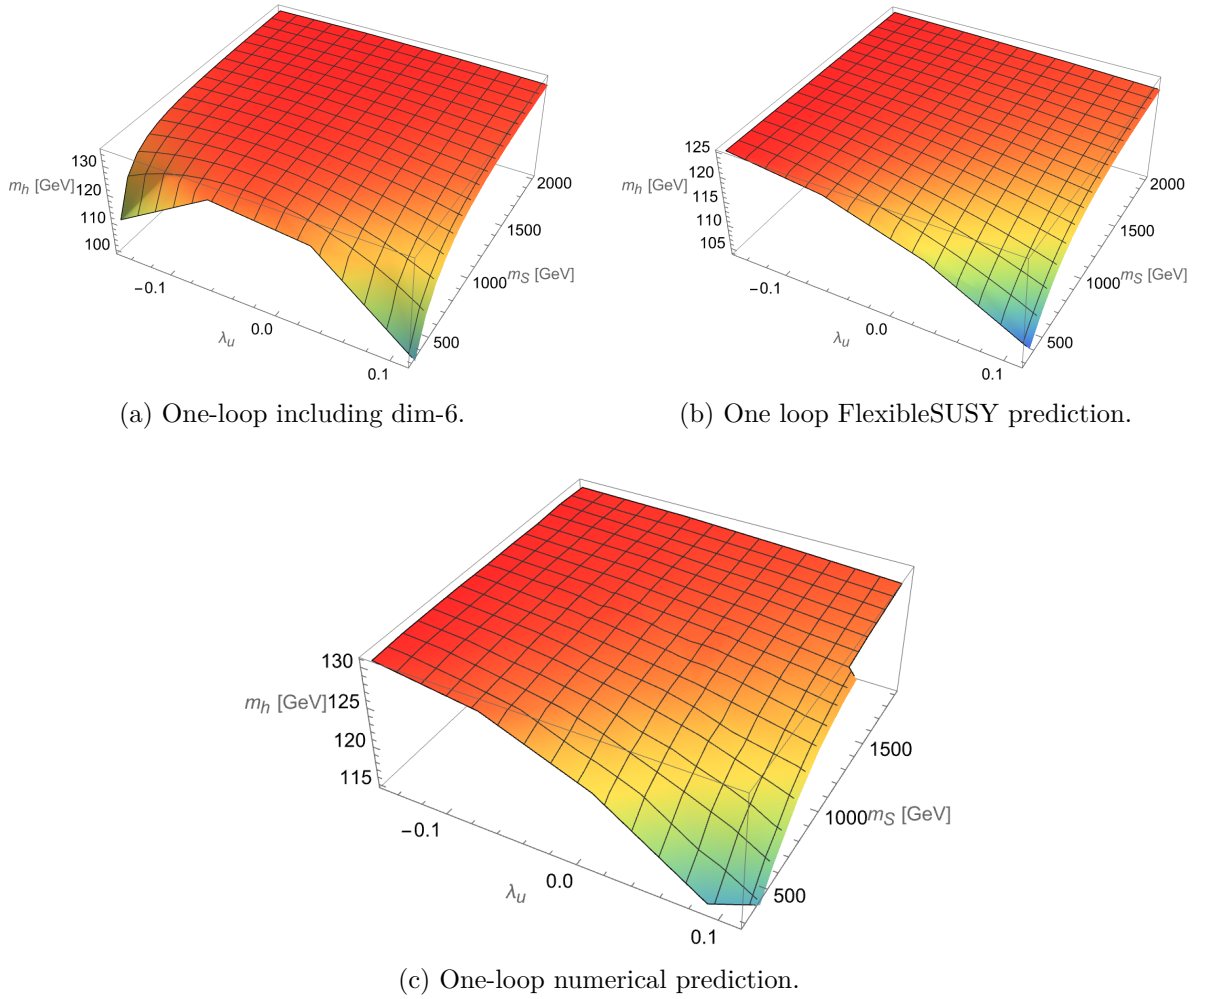 130
m_h [GeV]
120
110
100
−0.1
0.0
0.1
λ_u
500
1000
m_S [GeV]
1500
2000
(a) One-loop including dim-6.
125
120
m_h [GeV]
115
110
105
−0.1
0.0
0.1
λ_u
500
1000
m_S [GeV]
1500
2000
(b) One loop FlexibleSUSY prediction.
130
m_h [GeV]
125
120
115
−0.1
0.0
0.1
λ_u
500
1000
m_S [GeV]
1500
(c) One-loop numerical prediction.